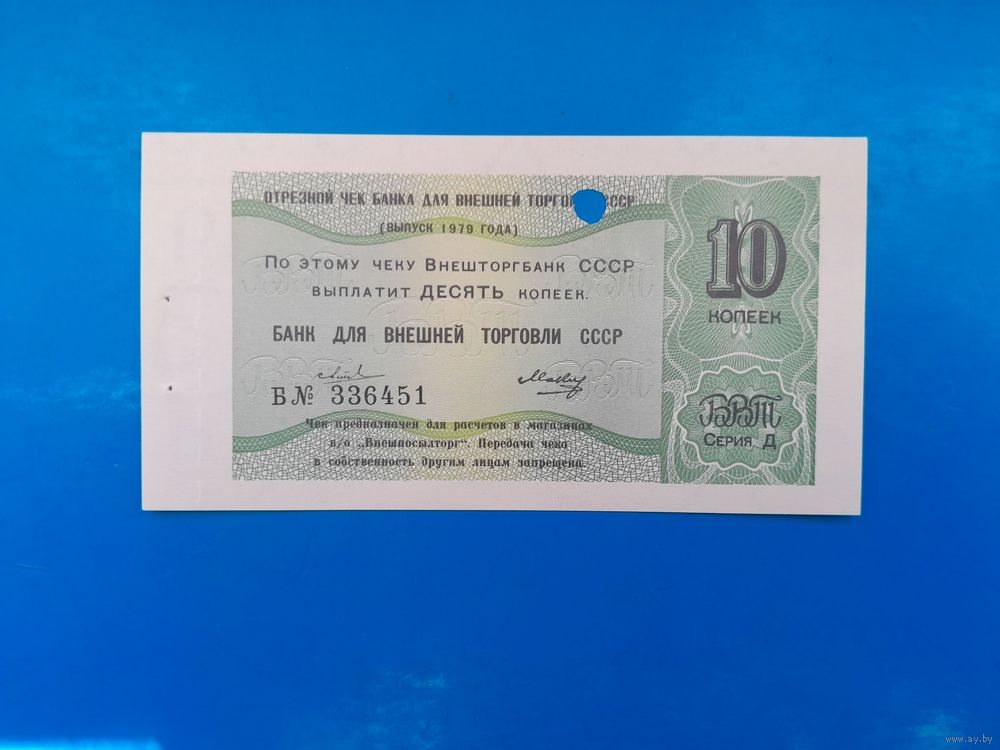 ОТРЕЗНОЙ ЧЕК БАНКА ДЛЯ ВНЕШНЕЙ ТОРГО СССР
(ВЫПУСК 1979 ГОДА)
ПО ЭТОМУ ЧЕКУ ВНЕШТОРГБАНК СССР
ВЫПЛАТИТ ДЕСЯТЬ КОПЕЕК.
БАНК ДЛЯ ВНЕШНЕЙ ТОРГОВЛИ СССР
Б№ 336451
Чек предназначен для расчетов в магазинах
в/о „Внешпосылторг". Передача чека
в собственность другим лицам запрещена.
10
КОПЕЕК
БВТ
СЕРИЯ Д
www.ay.by